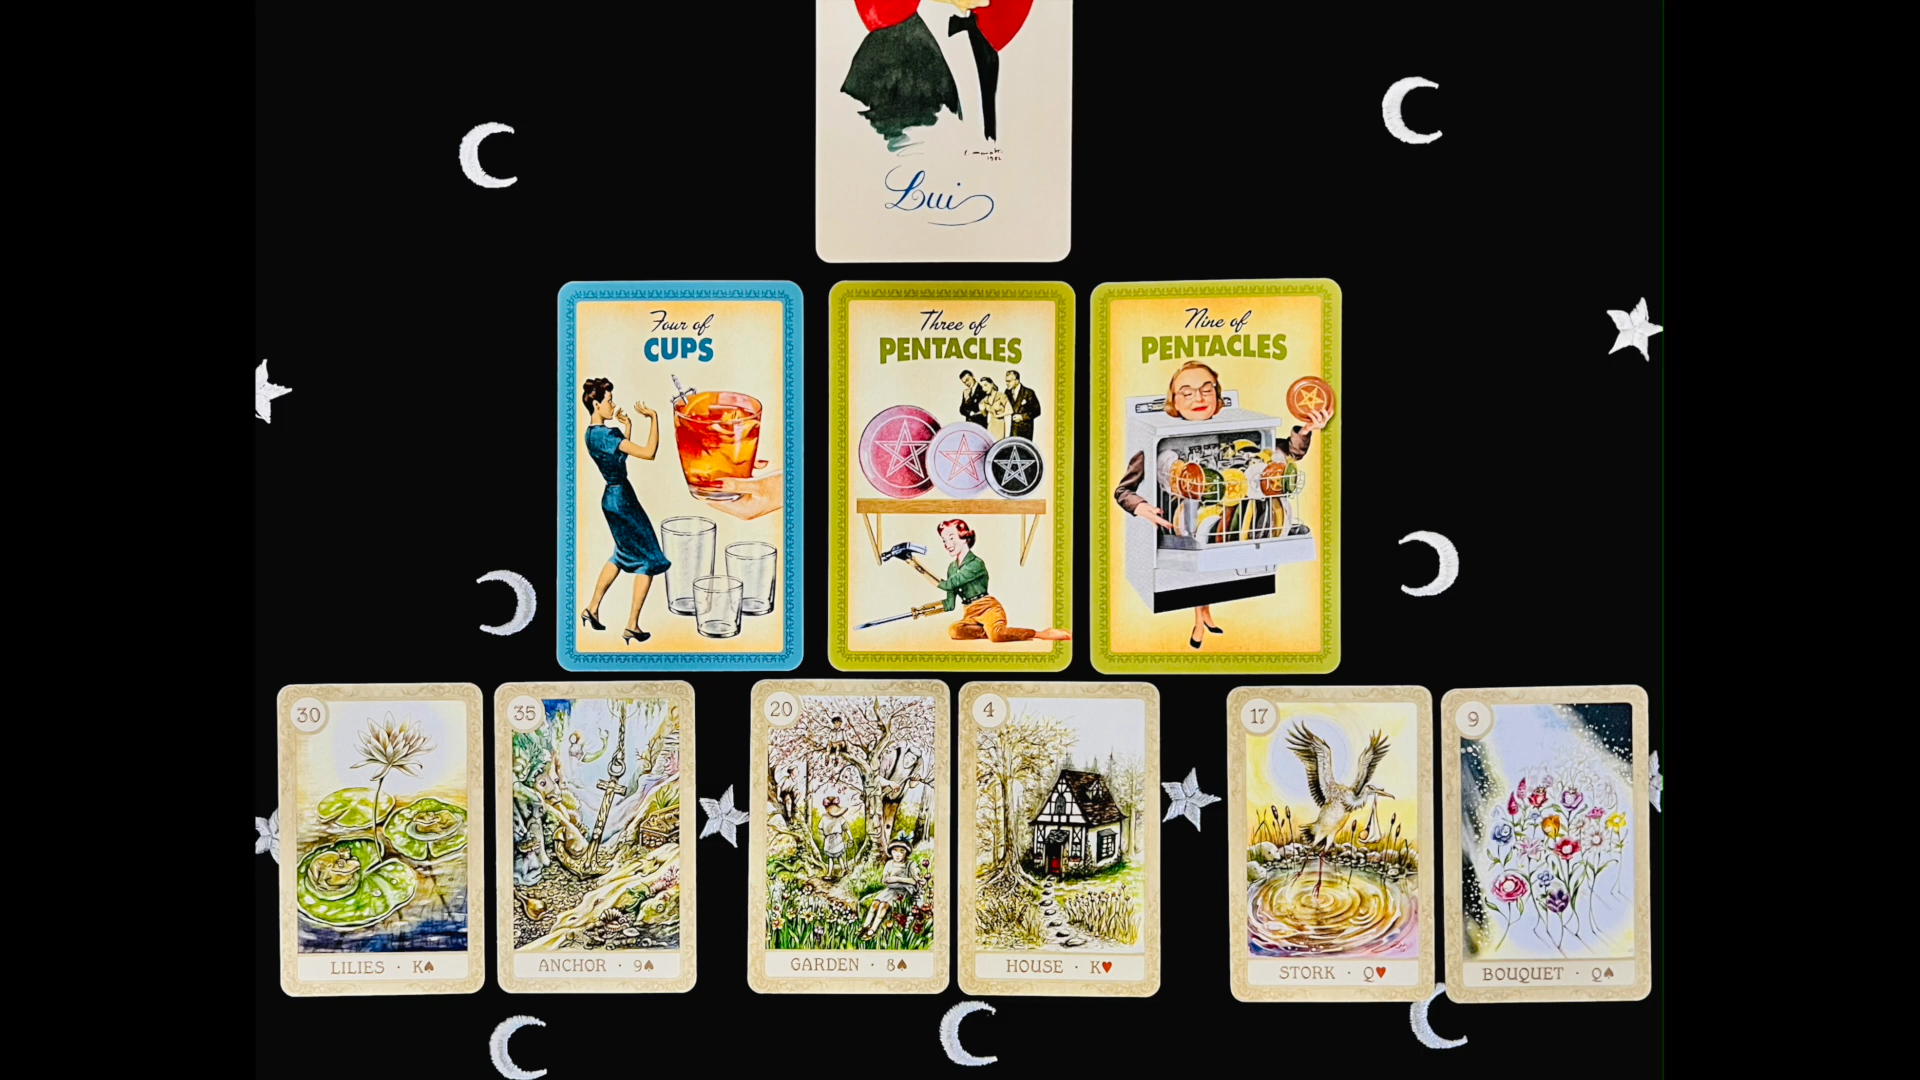 1982
Lui
Four of
CUPS
Three of
PENTACLES
Nine of
PENTACLES
30
LILIES · K♠
35
ANCHOR · 9♠
20
GARDEN · 8♠
4
HOUSE · K♥
17
STORK · Q♥
9
BOUQUET · Q♠